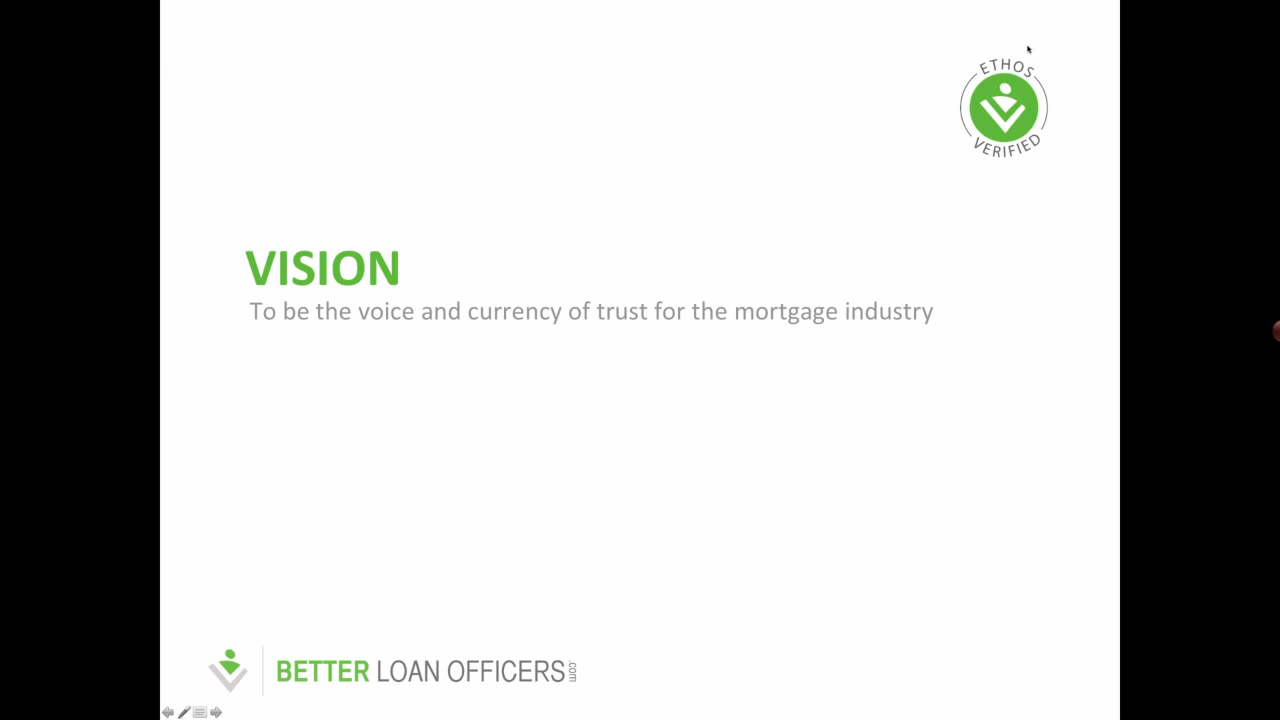 ETHOS
VERIFIED
VISION
To be the voice and currency of trust for the mortgage industry
BETTER LOAN OFFICERS.com